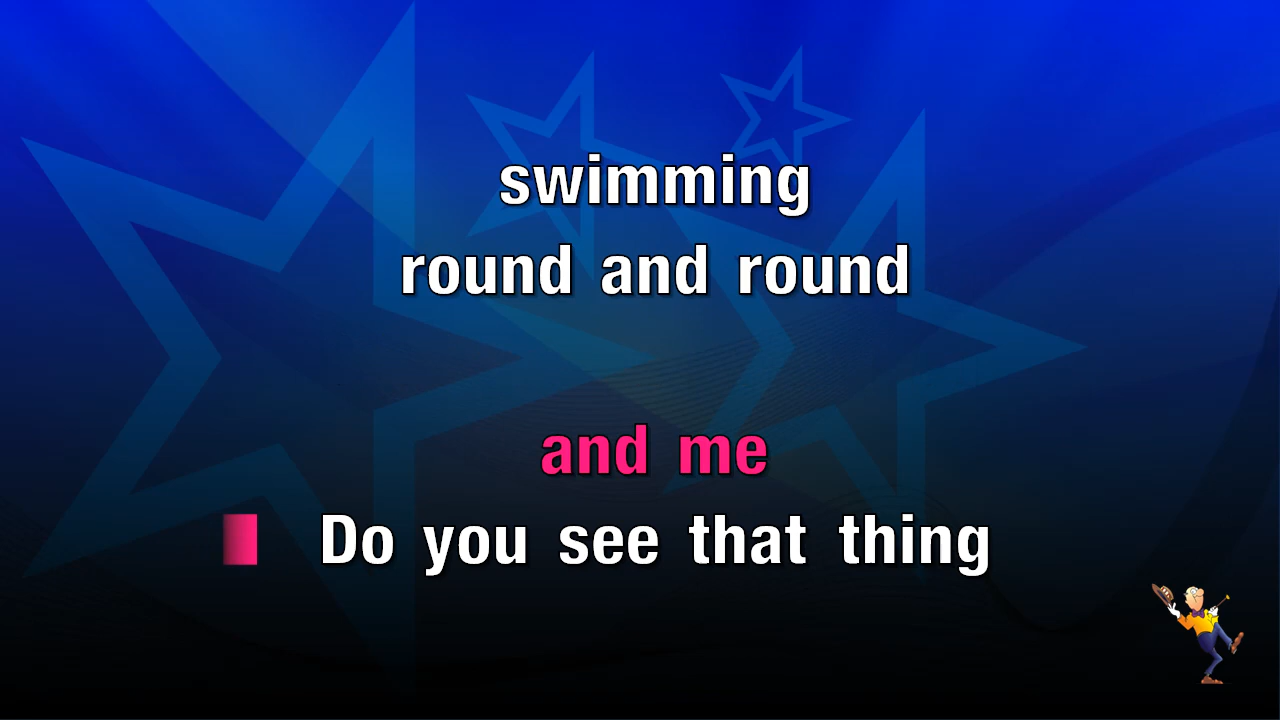 swimming
round and round
and me
Do you see that thing